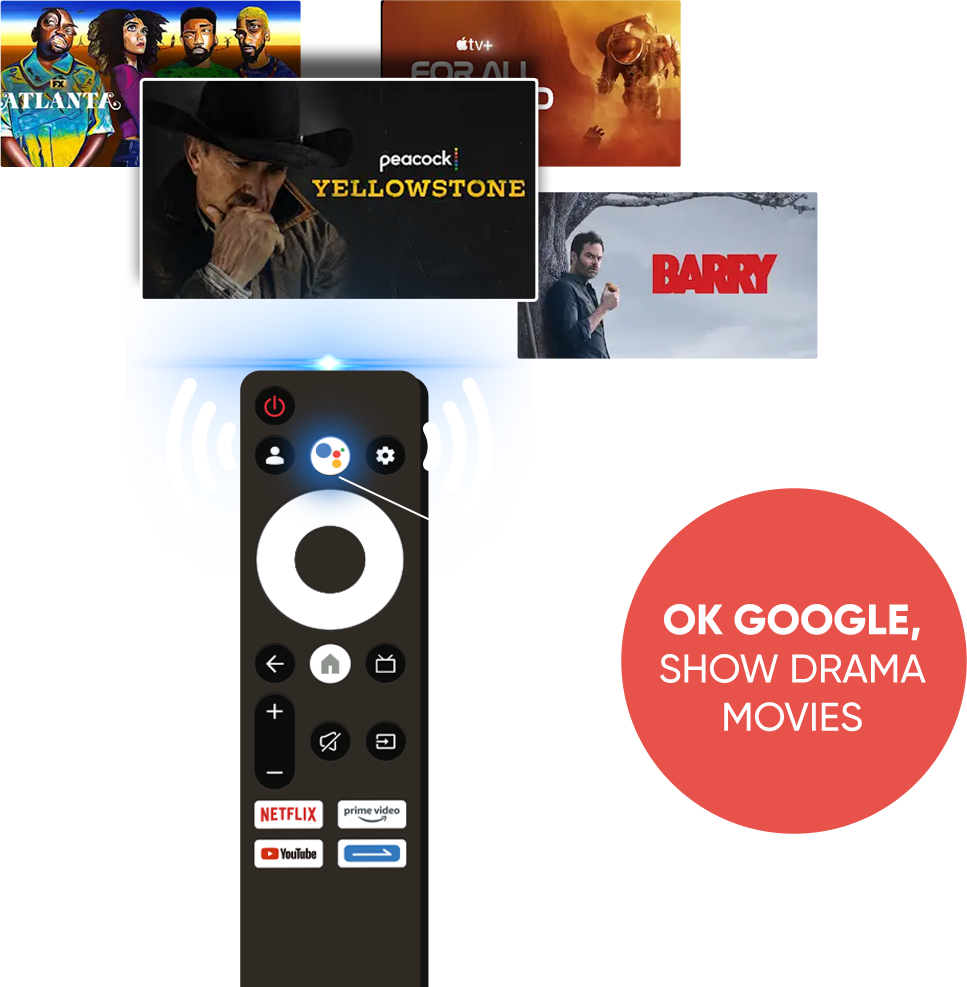 FX
ATLANTA
tv+
FOR ALL
D
peacock
YELLOWSTONE
BARRY
OK GOOGLE,
SHOW DRAMA
MOVIES
NETFLIX
prime video
YouTube